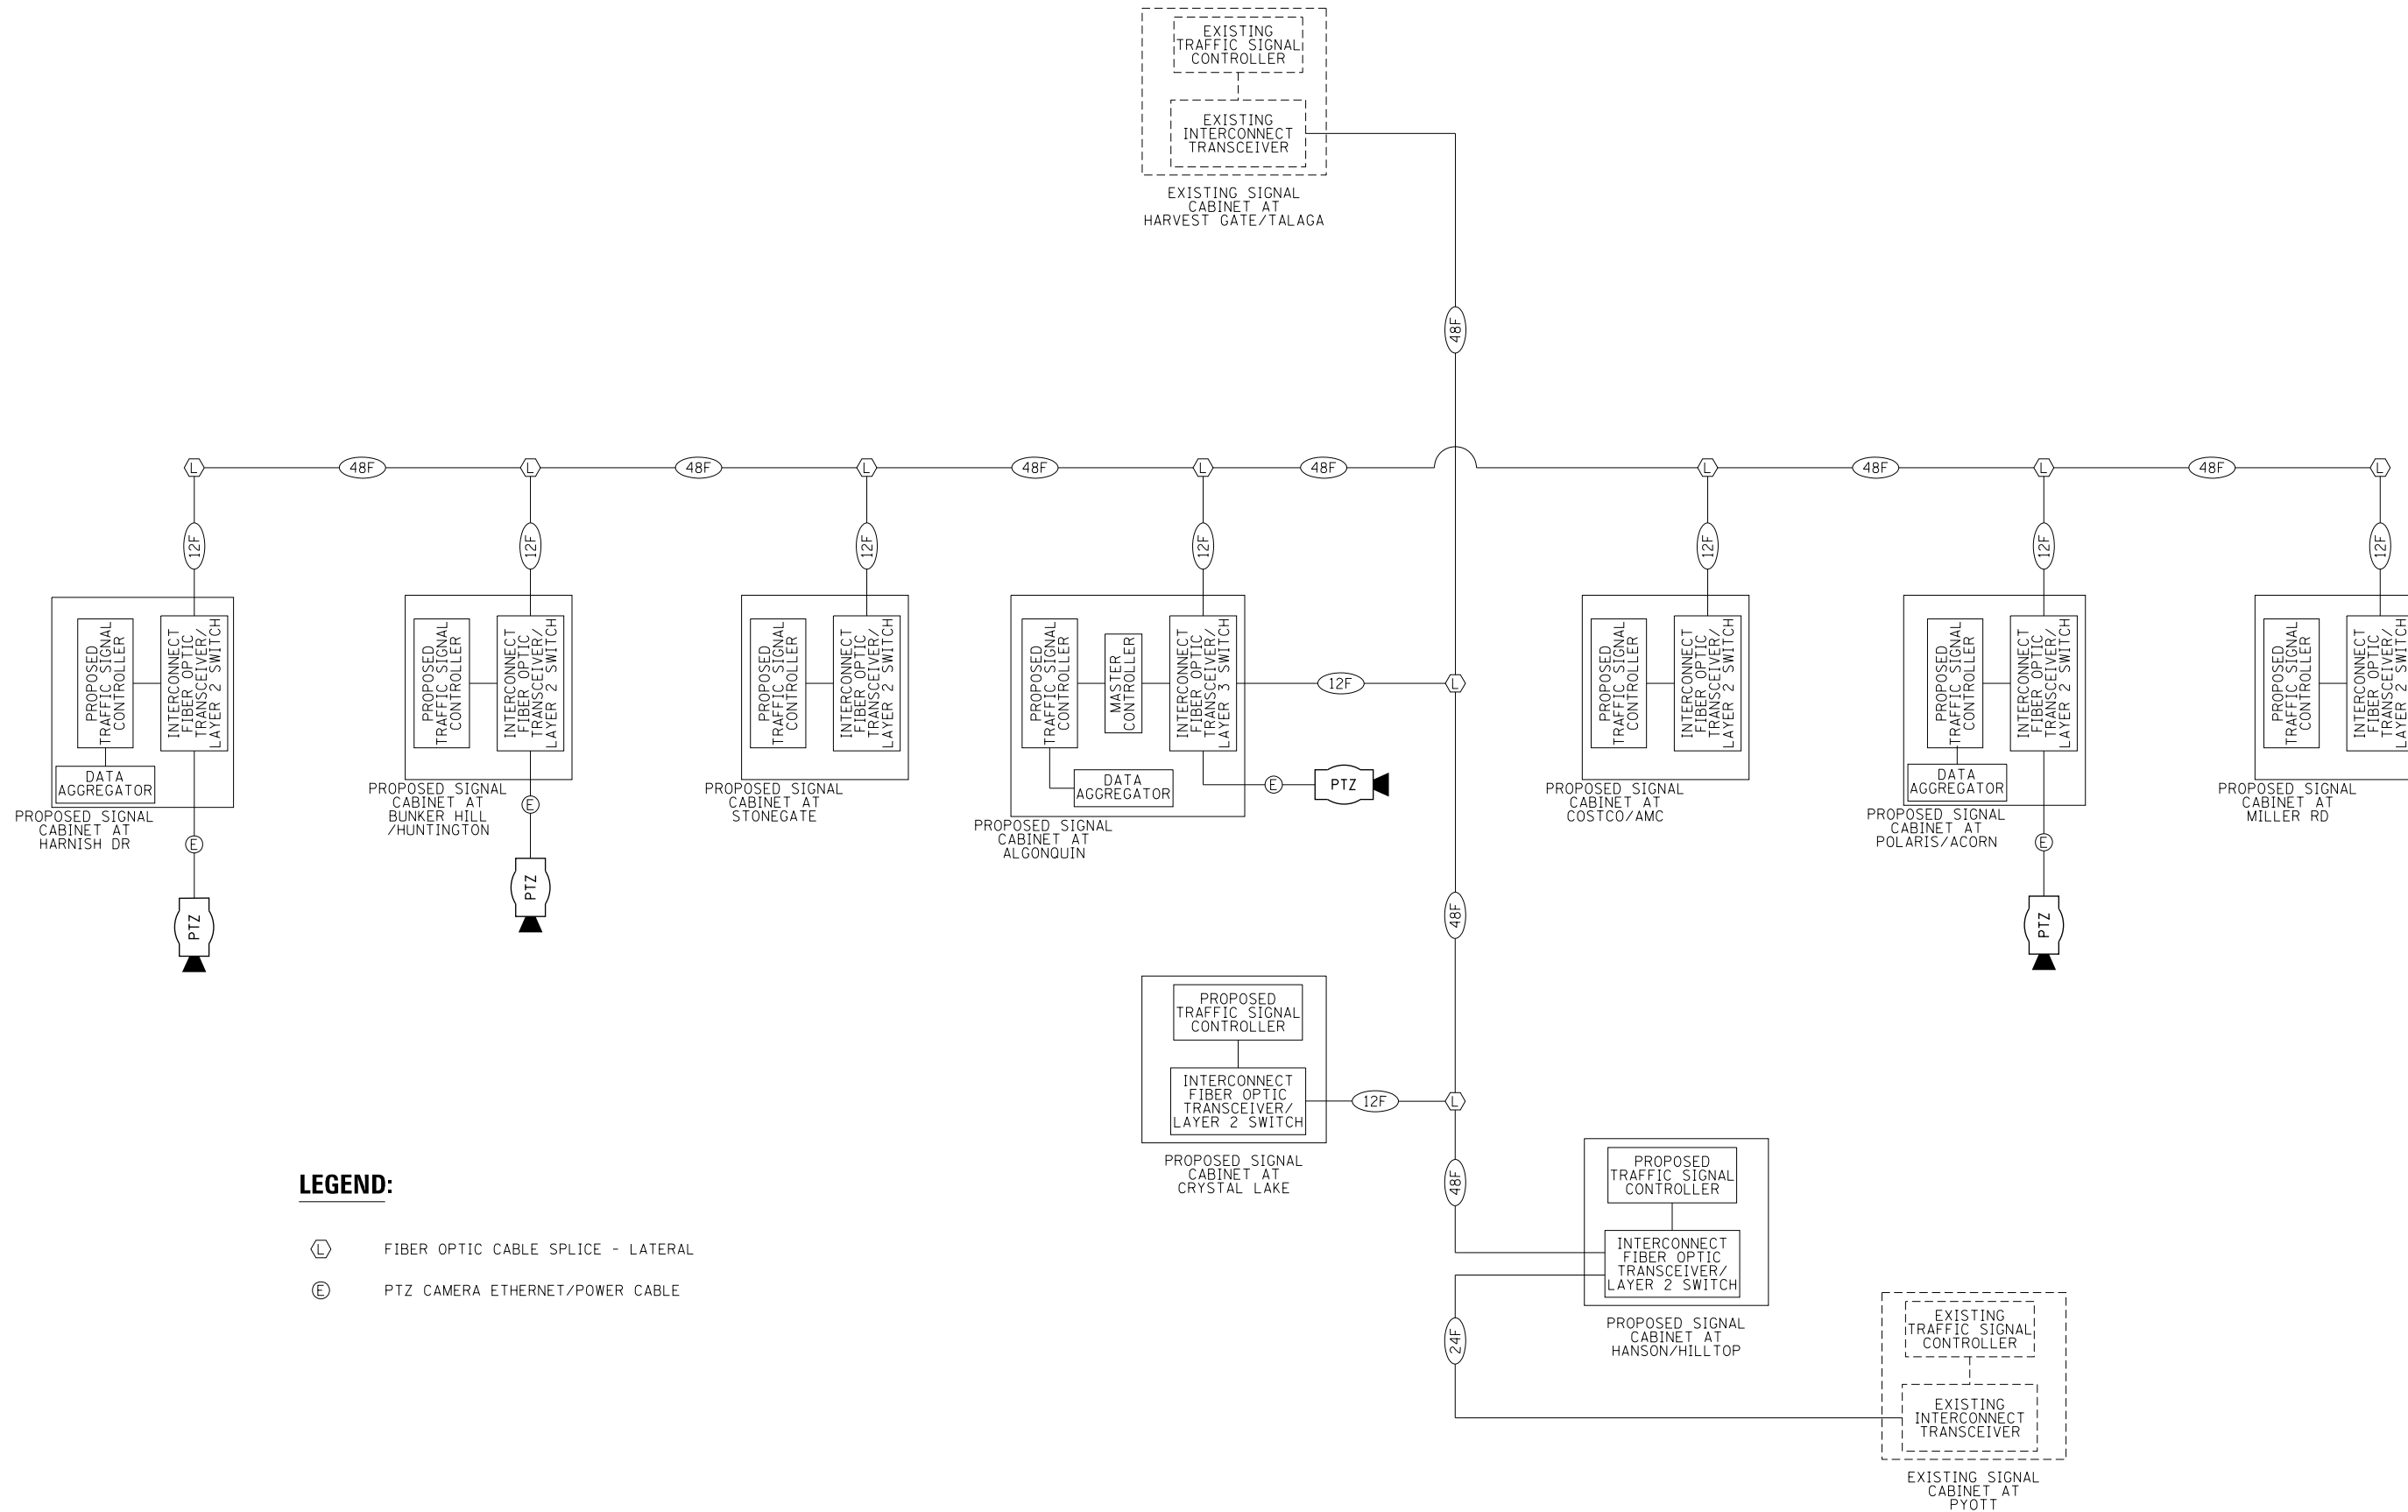 EXISTING
TRAFFIC SIGNAL
CONTROLLER
EXISTING
INTERCONNECT
TRANSCEIVER
EXISTING SIGNAL
CABINET AT
HARVEST GATE/TALAGA
48F
L
48F
L
48F
L
48F
L
48F
L
48F
L
48F
L
12F
12F
12F
12F
12F
12F
12F
PROPOSED
TRAFFIC SIGNAL
CONTROLLER
INTERCONNECT
FIBER OPTIC
TRANSCEIVER/
LAYER 2 SWITCH
DATA
AGGREGATOR
PROPOSED SIGNAL
CABINET AT
HARNISH DR
E
PTZ
PROPOSED
TRAFFIC SIGNAL
CONTROLLER
INTERCONNECT
FIBER OPTIC
TRANSCEIVER/
LAYER 2 SWITCH
PROPOSED SIGNAL
CABINET AT
BUNKER HILL
/HUNTINGTON
E
PTZ
PROPOSED
TRAFFIC SIGNAL
CONTROLLER
INTERCONNECT
FIBER OPTIC
TRANSCEIVER/
LAYER 2 SWITCH
PROPOSED SIGNAL
CABINET AT
STONEGATE
PROPOSED
TRAFFIC SIGNAL
CONTROLLER
MASTER
CONTROLLER
INTERCONNECT
FIBER OPTIC
TRANSCEIVER/
LAYER 3 SWITCH
DATA
AGGREGATOR
PROPOSED SIGNAL
CABINET AT
ALGONQUIN
12F
L
E
PTZ
PROPOSED
TRAFFIC SIGNAL
CONTROLLER
INTERCONNECT
FIBER OPTIC
TRANSCEIVER/
LAYER 2 SWITCH
PROPOSED SIGNAL
CABINET AT
COSTCO/AMC
PROPOSED
TRAFFIC SIGNAL
CONTROLLER
INTERCONNECT
FIBER OPTIC
TRANSCEIVER/
LAYER 2 SWITCH
DATA
AGGREGATOR
PROPOSED SIGNAL
CABINET AT
POLARIS/ACORN
E
PTZ
PROPOSED
TRAFFIC SIGNAL
CONTROLLER
INTERCONNECT
FIBER OPTIC
TRANSCEIVER/
LAYER 2 SWITCH
PROPOSED SIGNAL
CABINET AT
MILLER RD
48F
PROPOSED
TRAFFIC SIGNAL
CONTROLLER
INTERCONNECT
FIBER OPTIC
TRANSCEIVER/
LAYER 2 SWITCH
12F
L
PROPOSED SIGNAL
CABINET AT
CRYSTAL LAKE
48F
PROPOSED
TRAFFIC SIGNAL
CONTROLLER
INTERCONNECT
FIBER OPTIC
TRANSCEIVER/
LAYER 2 SWITCH
PROPOSED SIGNAL
CABINET AT
HANSON/HILLTOP
24F
EXISTING
TRAFFIC SIGNAL
CONTROLLER
EXISTING
INTERCONNECT
TRANSCEIVER
EXISTING SIGNAL
CABINET AT
PYOTT
LEGEND:
L FIBER OPTIC CABLE SPLICE - LATERAL
E PTZ CAMERA ETHERNET/POWER CABLE